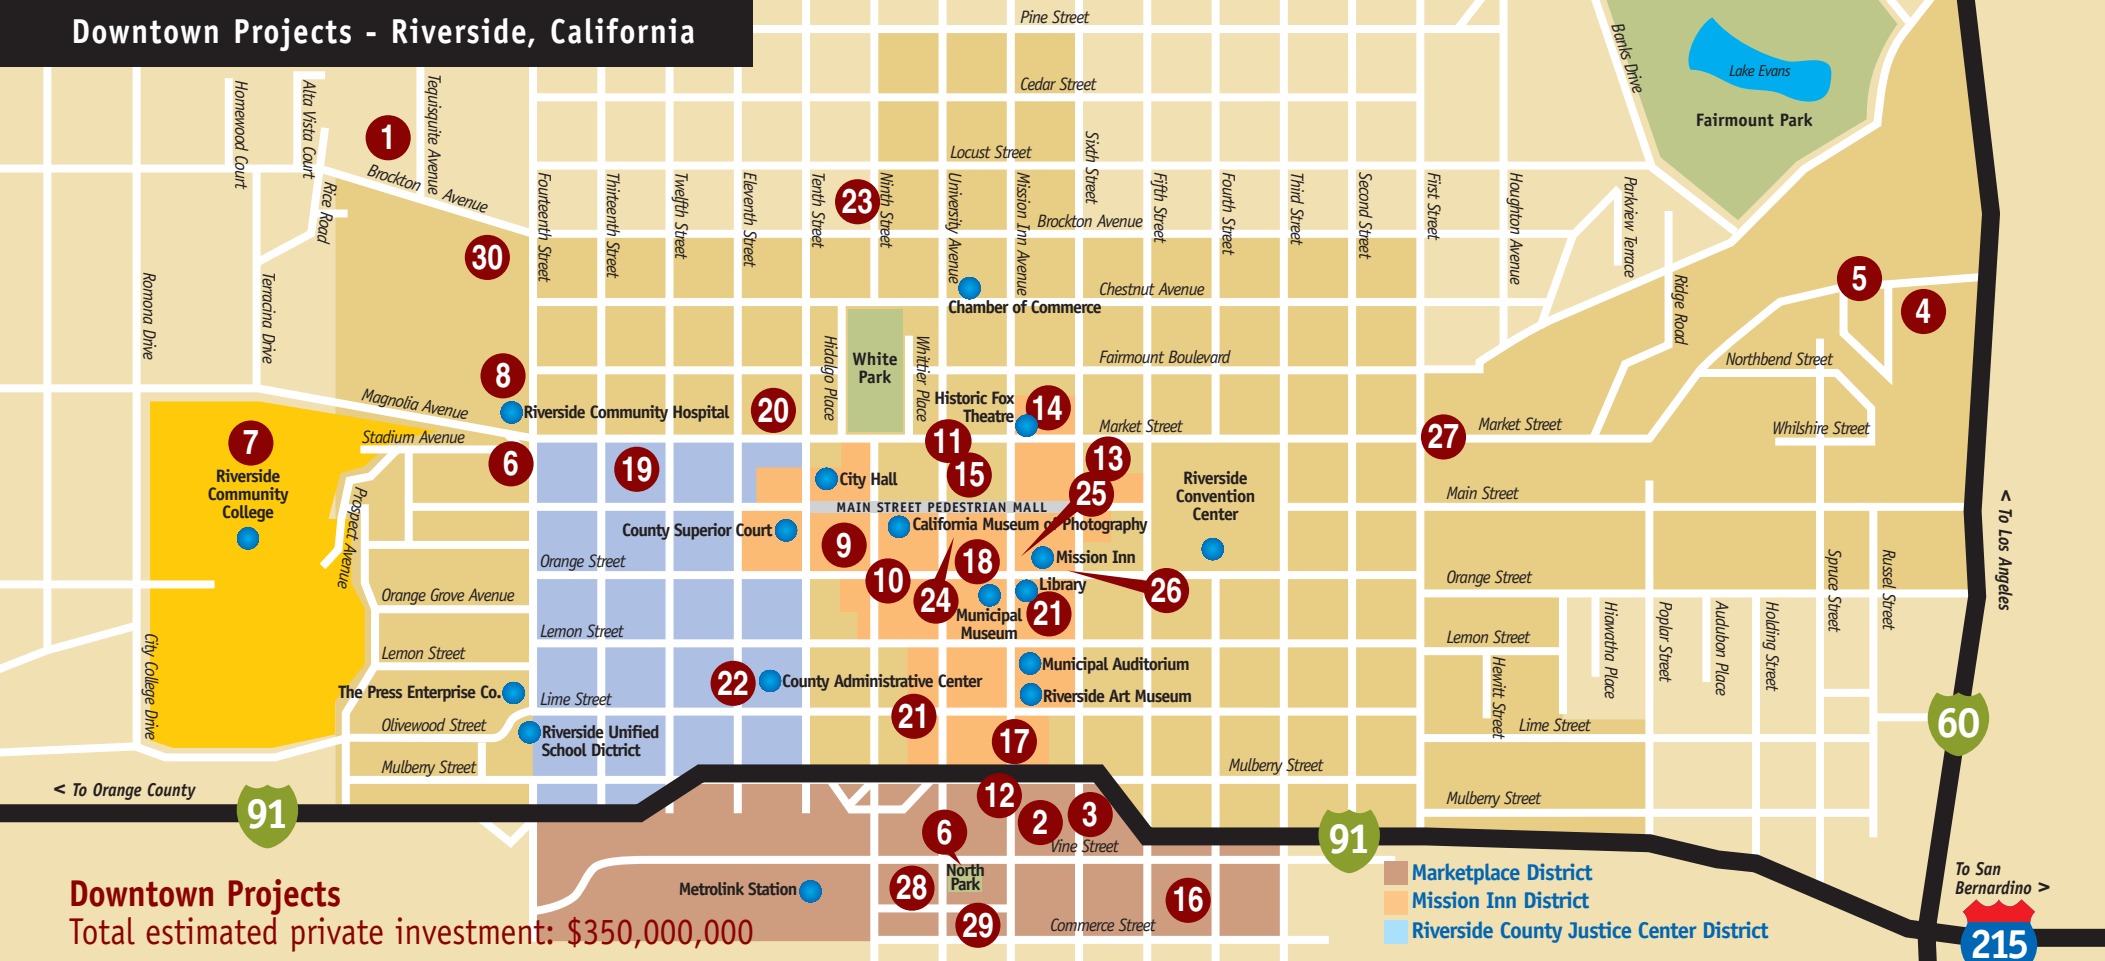 Downtown Projects - Riverside, California
Pine Street
Cedar Street
Locust Street
Sixth Street
Banks Drive
Lake Evans
Fairmount Park
Homewood Court
Alta Vista Court
Tequisquite Avenue
1
Brockton Avenue
Rice Road
Romona Drive
Terracina Drive
30
Fourteenth Street
Thirteenth Street
Twelfth Street
Eleventh Street
Tenth Street
23
Ninth Street
University Avenue
Mission Inn Avenue
Brockton Avenue
Fifth Street
Fourth Street
Third Street
Second Street
First Street
Houghton Avenue
Parkview Terrace
Ridge Road
5
4
Chamber of Commerce
Chestnut Avenue
Hidalgo Place
White
Park
Whittier Place
Fairmount Boulevard
Northbend Street
8
Magnolia Avenue
Riverside Community Hospital
20
Historic Fox
Theatre
14
Market Street
27
Market Street
Whilshire Street
7
Riverside
Community
College
Stadium Avenue
6
19
11
15
13
25
City Hall
Riverside
Convention
Center
Main Street
MAIN STREET PEDESTRIAN MALL
Prospect Avenue
County Superior Court
California Museum of Photography
9
18
Mission Inn
Orange Street
10
24
Library
26
Orange Street
Orange Grove Avenue
Municipal
Museum
21
Lemon Street
Lemon Street
Lemon Street
City College Drive
Hewitt Street
Hiawatha Place
Poplar Street
Audubon Place
Holding Street
Spruce Street
Russel Street
< To Los Angeles
The Press Enterprise Co.
22
County Administrative Center
Municipal Auditorium
Riverside Art Museum
Lime Street
Olivewood Street
21
Riverside Unified
School Dictrict
17
Lime Street
60
Mulberry Street
Mulberry Street
Mulberry Street
< To Orange County
91
12
2
3
6
Vine Street
91
North
Park
Metrolink Station
28
16
29
Commerce Street
Downtown Projects
Total estimated private investment: $350,000,000
Marketplace District
Mission Inn District
Riverside County Justice Center District
To San
Bernardino >
215